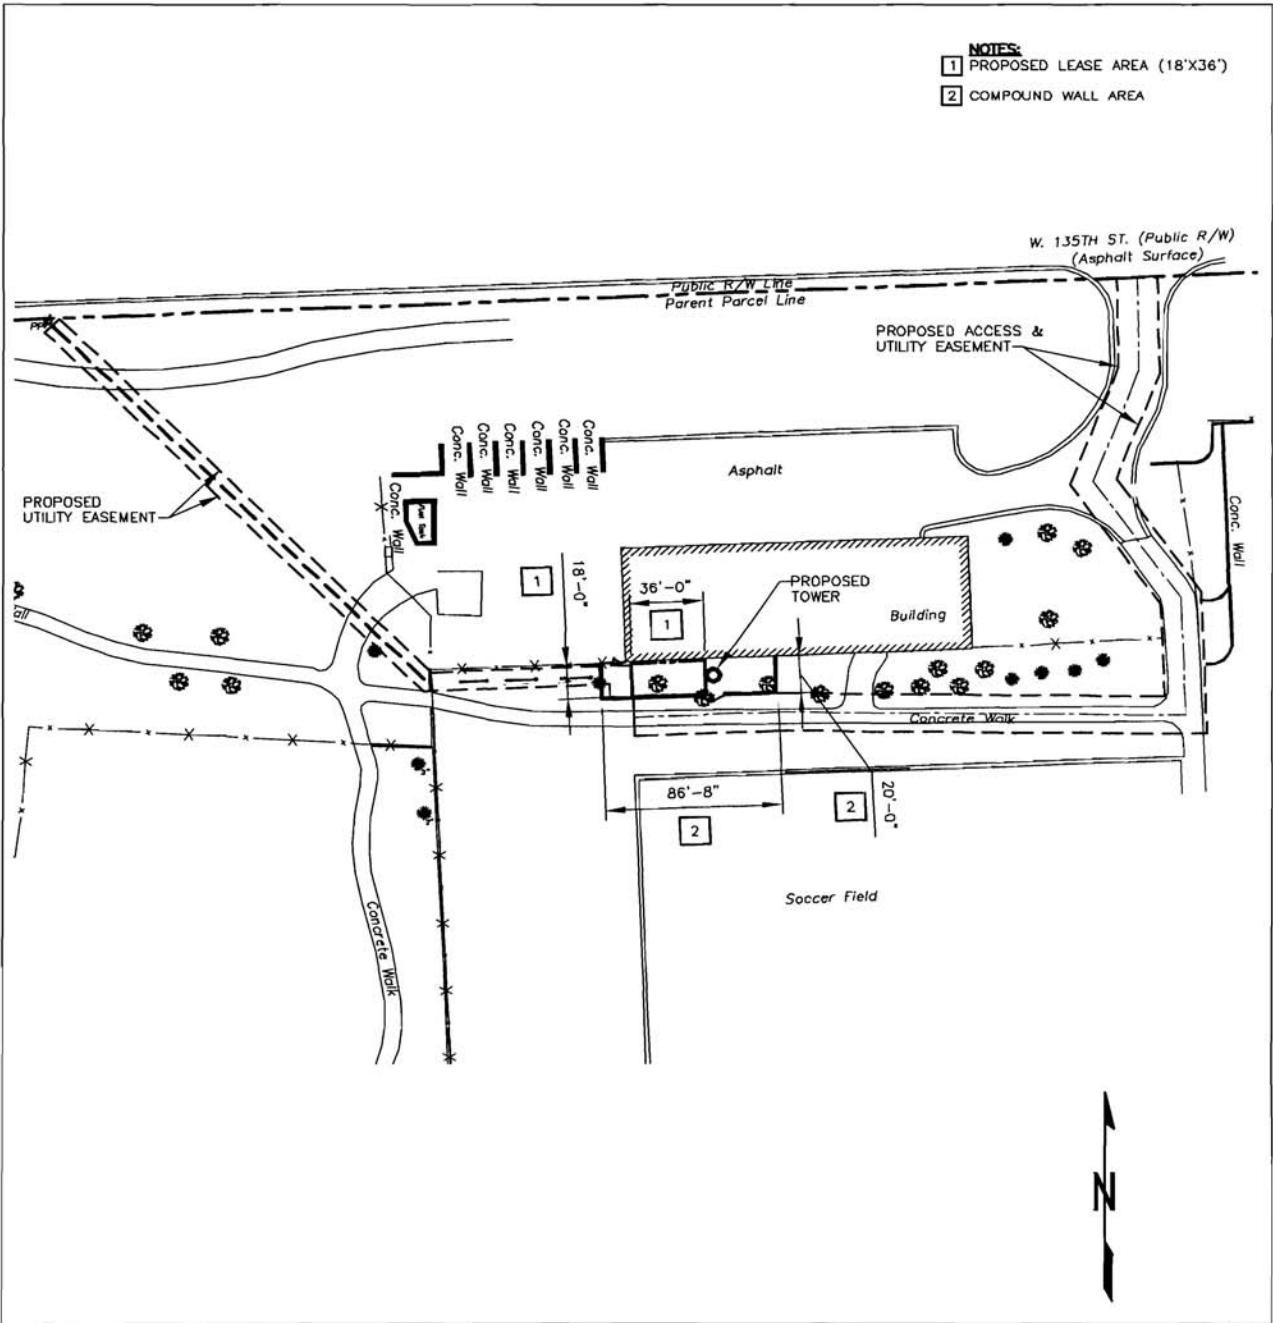 NOTES:
1 PROPOSED LEASE AREA (18'X36')
2 COMPOUND WALL AREA
W. 135TH ST. (Public R/W)
(Asphalt Surface)
Public R/W Line
Parent Parcel Line
PROPOSED ACCESS &
UTILITY EASEMENT
Conc. Wall
Conc. Wall
Conc. Wall
Conc. Wall
Conc. Wall
Conc. Wall
Asphalt
Conc. Wall
Conc. Wall
PROPOSED
UTILITY EASEMENT
1
18'-0"
36'-0"
1
PROPOSED
TOWER
Building
Concrete Walk
86'-8"
2
2
20'-0"
Soccer Field
Concrete Walk
N